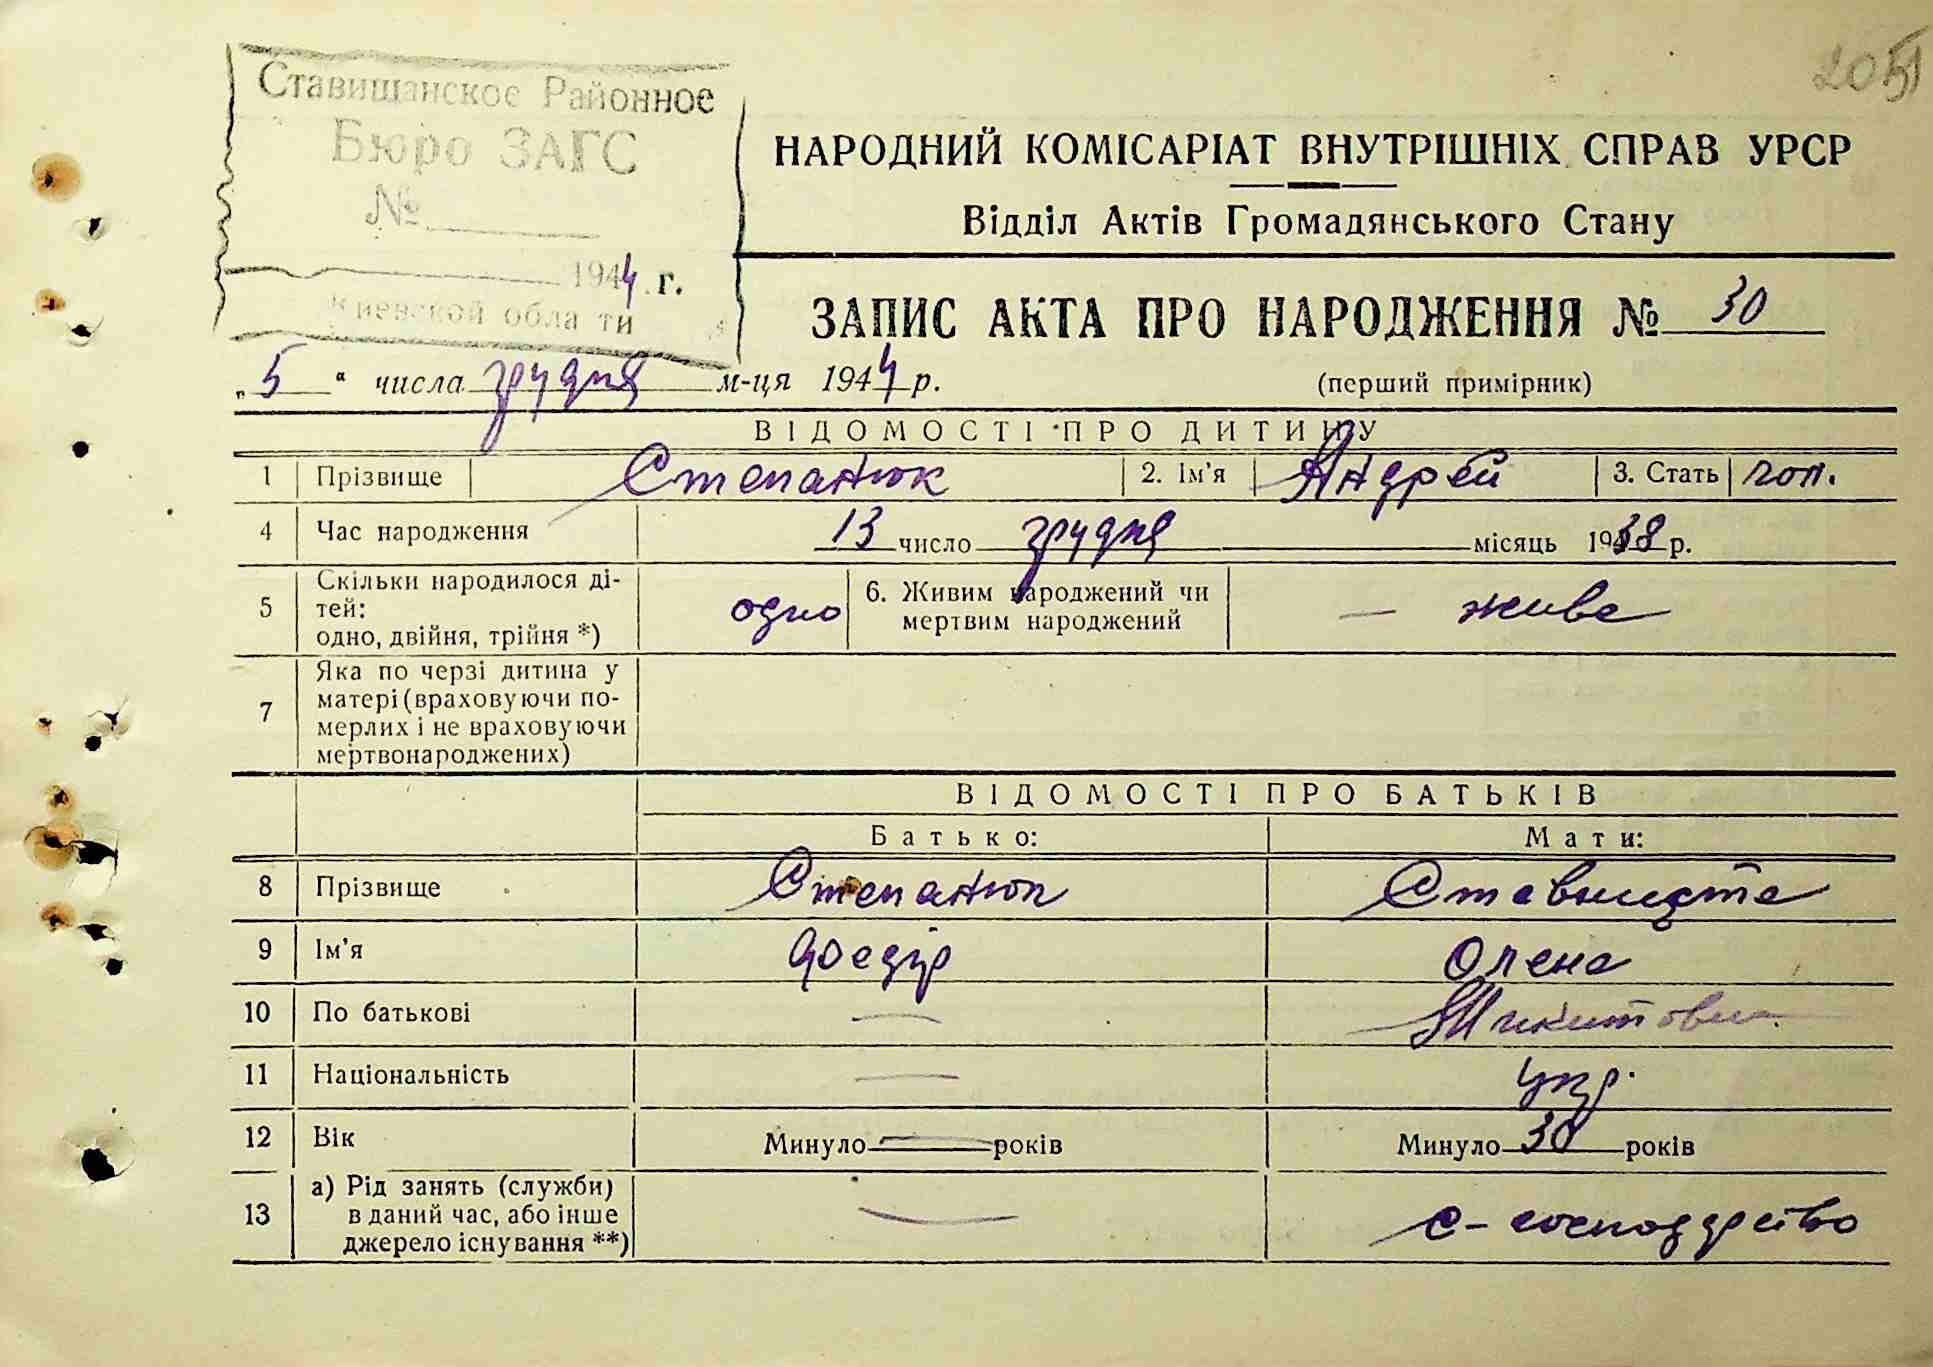 Ставищанское Районное
Бюро ЗАГС
№
1944 г.
Киевской области
НАРОДНИЙ КОМІСАРІАТ ВНУТРІШНІХ СПРАВ УРСР
Відділ Актів Громадянського Стану
ЗАПИС АКТА ПРО НАРОДЖЕННЯ № 30
„5“ числа грудня м-ця 1944 р.
(перший примірник)
ВІДОМОСТІ ПРО ДИТИНУ
1 Прізвище Степанюк 2. Ім'я Андрей 3. Стать чол.
4 Час народження 13 число грудня місяць 1938 р.
5 Скільки народилося ді-
тей:
одно, двійня, трійня *) одно
6. Живим народжений чи
мертвим народжений — живе
7 Яка по черзі дитина у
матері (враховуючи по-
мерлих і не враховуючи
мертвонароджених)
ВІДОМОСТІ ПРО БАТЬКІВ
Батько: Мати:
8 Прізвище Степанюк
9 Ім'я Федір Олена
10 По батькові —
11 Національність — укр.
12 Вік Минуло — років Минуло 30 років
13 а) Рід занять (служби)
в даний час, або інше
джерело існування **) — с-господрство